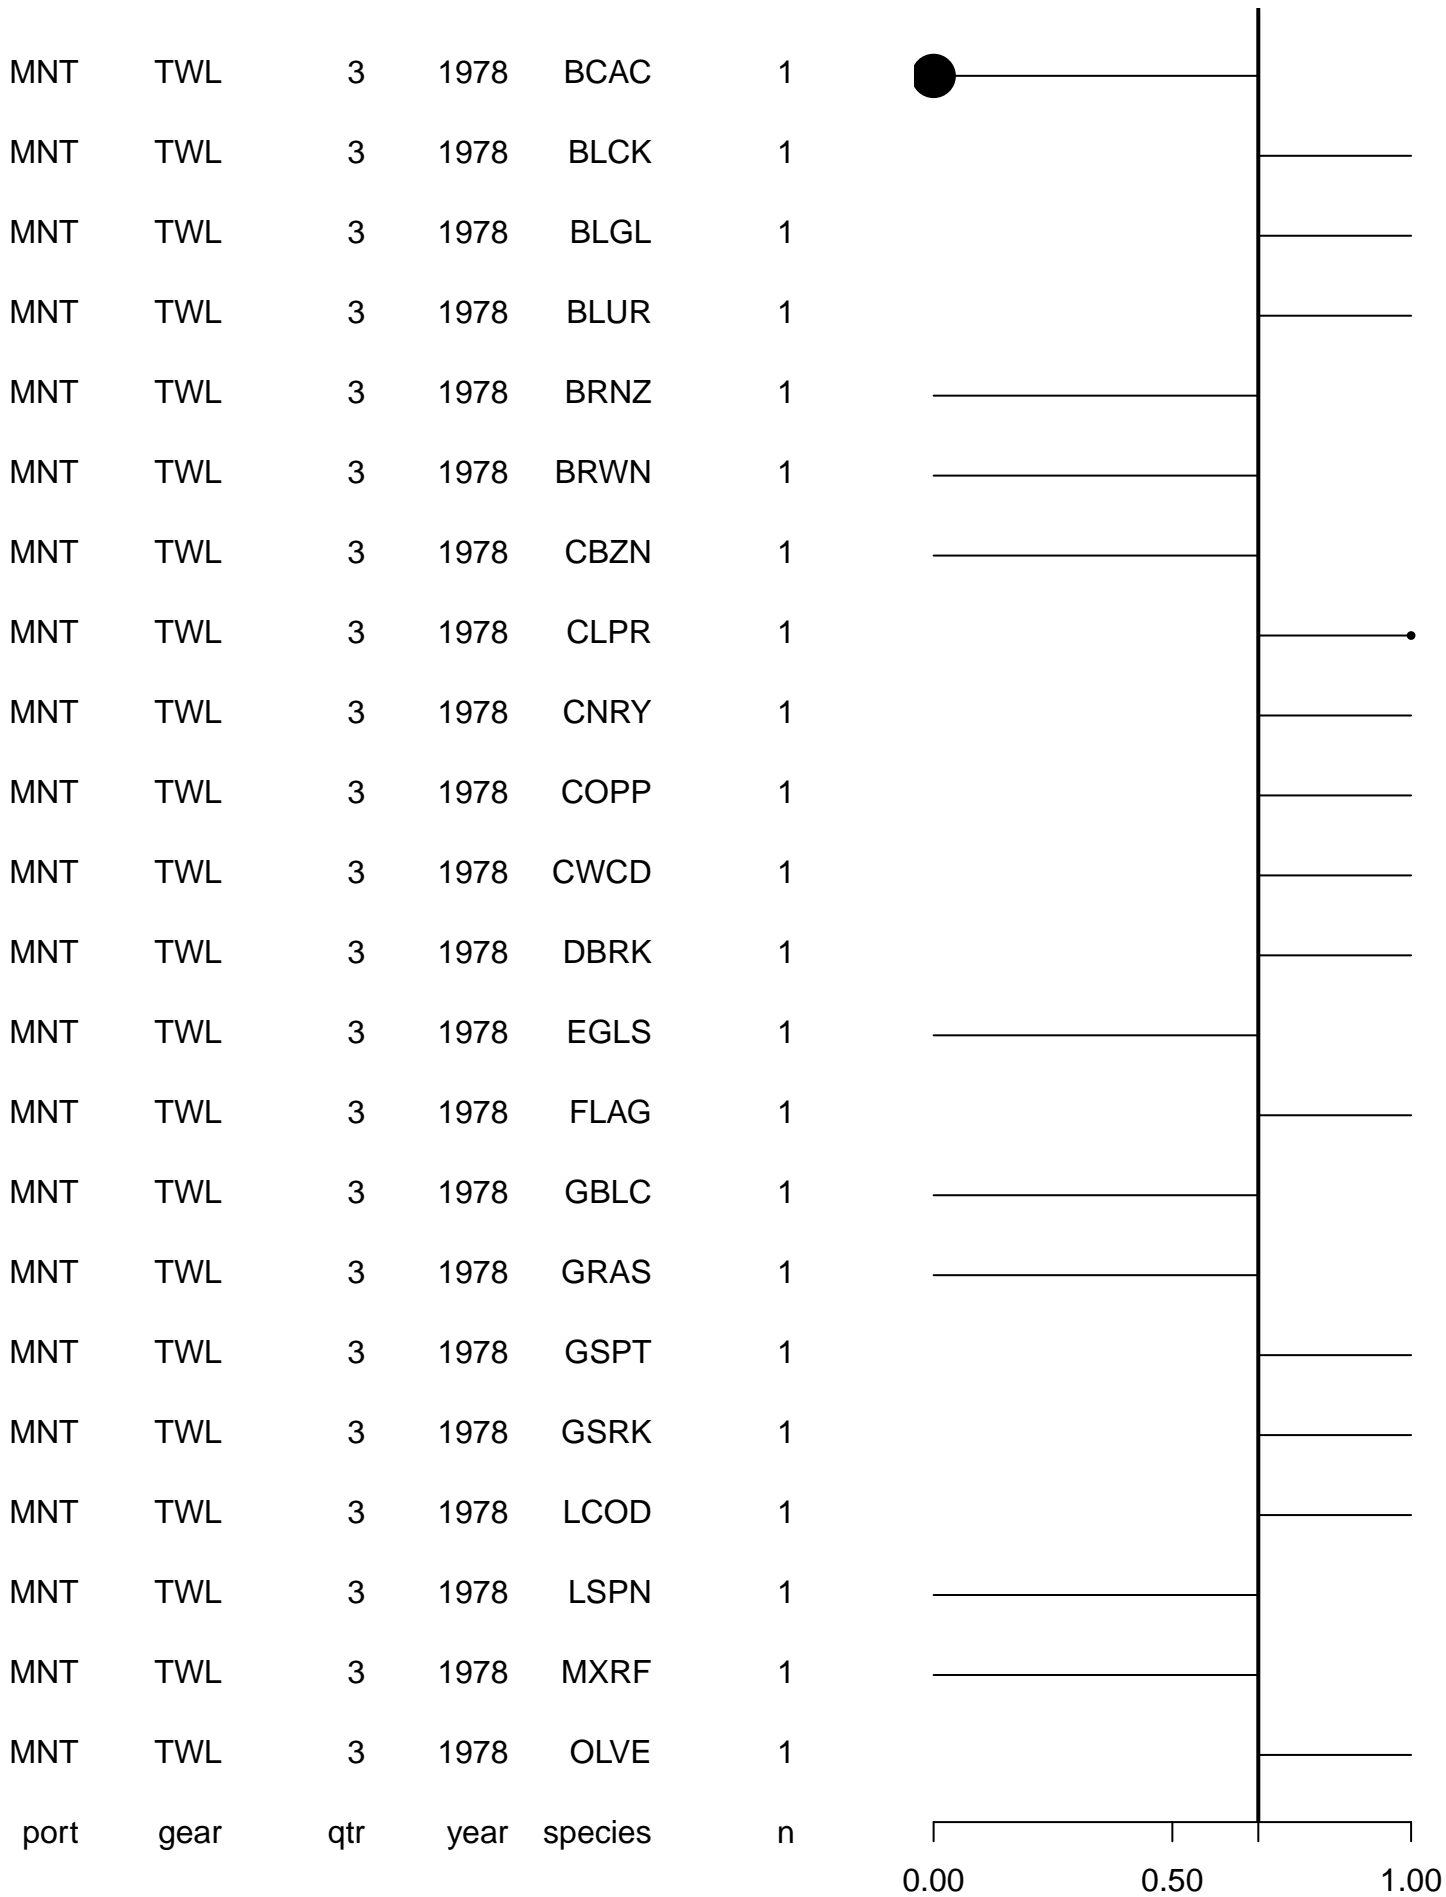 MNT TWL 3 1978 BCAC 1
MNT TWL 3 1978 BLCK 1
MNT TWL 3 1978 BLGL 1
MNT TWL 3 1978 BLUR 1
MNT TWL 3 1978 BRNZ 1
MNT TWL 3 1978 BRWN 1
MNT TWL 3 1978 CBZN 1
MNT TWL 3 1978 CLPR 1
MNT TWL 3 1978 CNRY 1
MNT TWL 3 1978 COPP 1
MNT TWL 3 1978 CWCD 1
MNT TWL 3 1978 DBRK 1
MNT TWL 3 1978 EGLS 1
MNT TWL 3 1978 FLAG 1
MNT TWL 3 1978 GBLC 1
MNT TWL 3 1978 GRAS 1
MNT TWL 3 1978 GSPT 1
MNT TWL 3 1978 GSRK 1
MNT TWL 3 1978 LCOD 1
MNT TWL 3 1978 LSPN 1
MNT TWL 3 1978 MXRF 1
MNT TWL 3 1978 OLVE 1
port gear qtr year species n
0.00 0.50 1.00